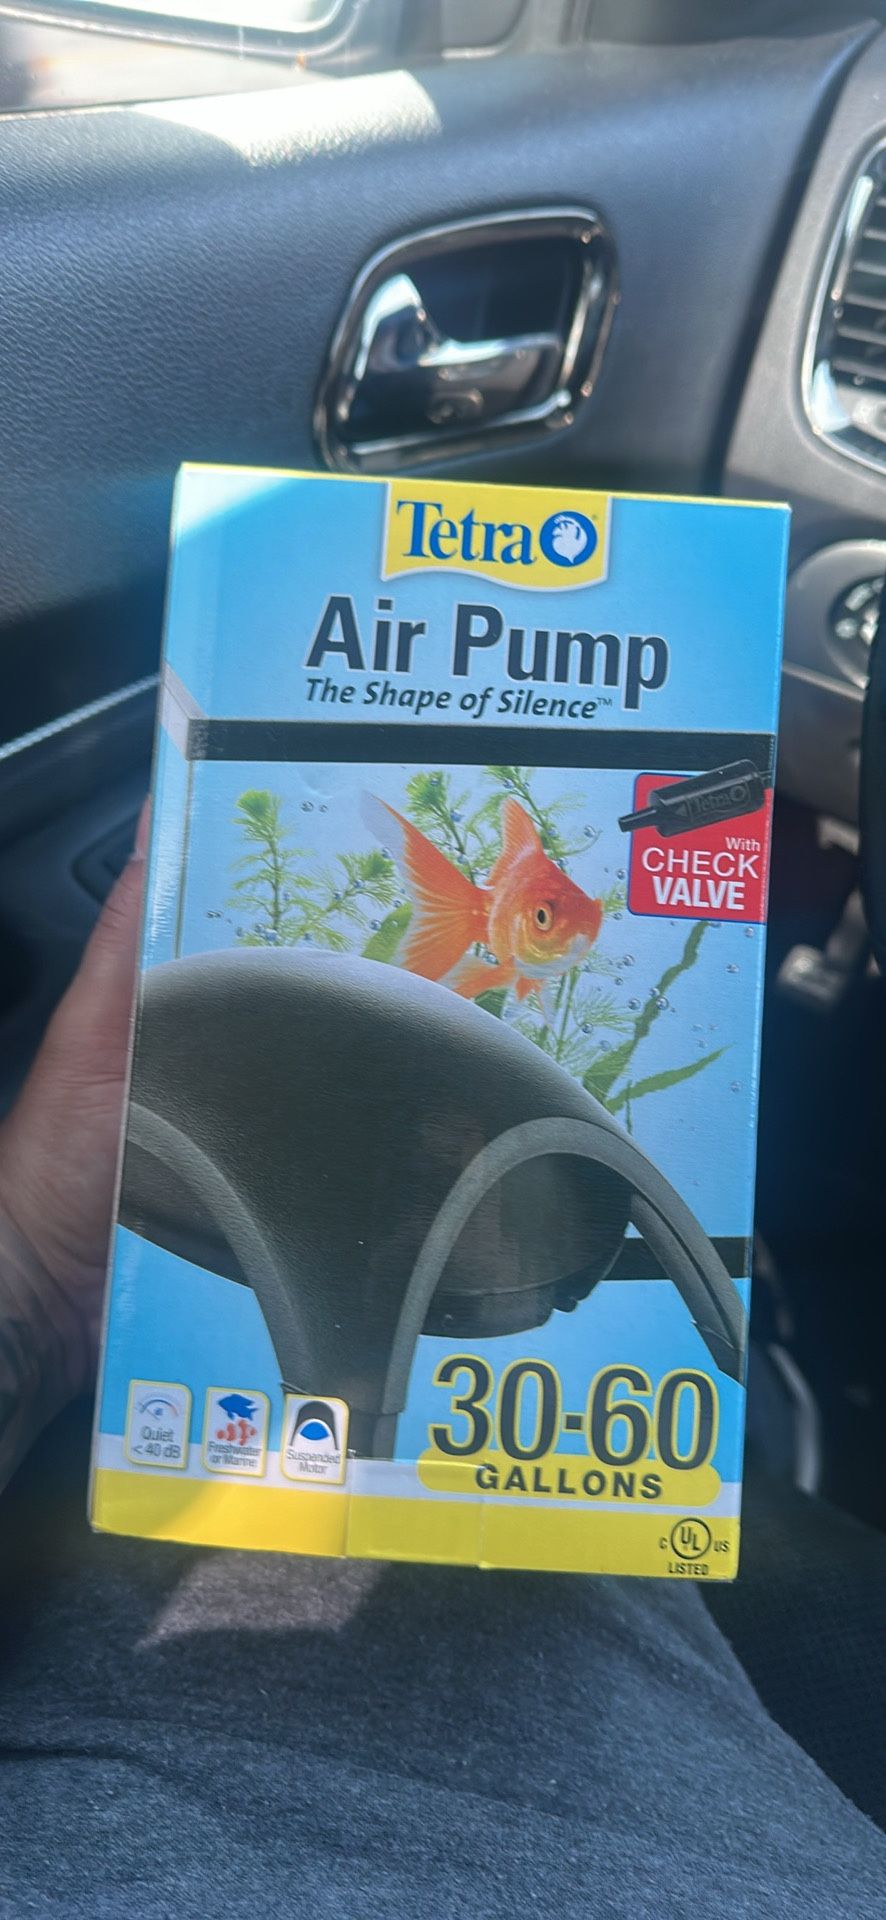 Tetra
Air Pump
The Shape of Silence™
Tetra
With
CHECK
VALVE
30-60
GALLONS
Quiet
< 40 dB
Freshwater
or Marine
Suspended
Motor
C UL US
LISTED